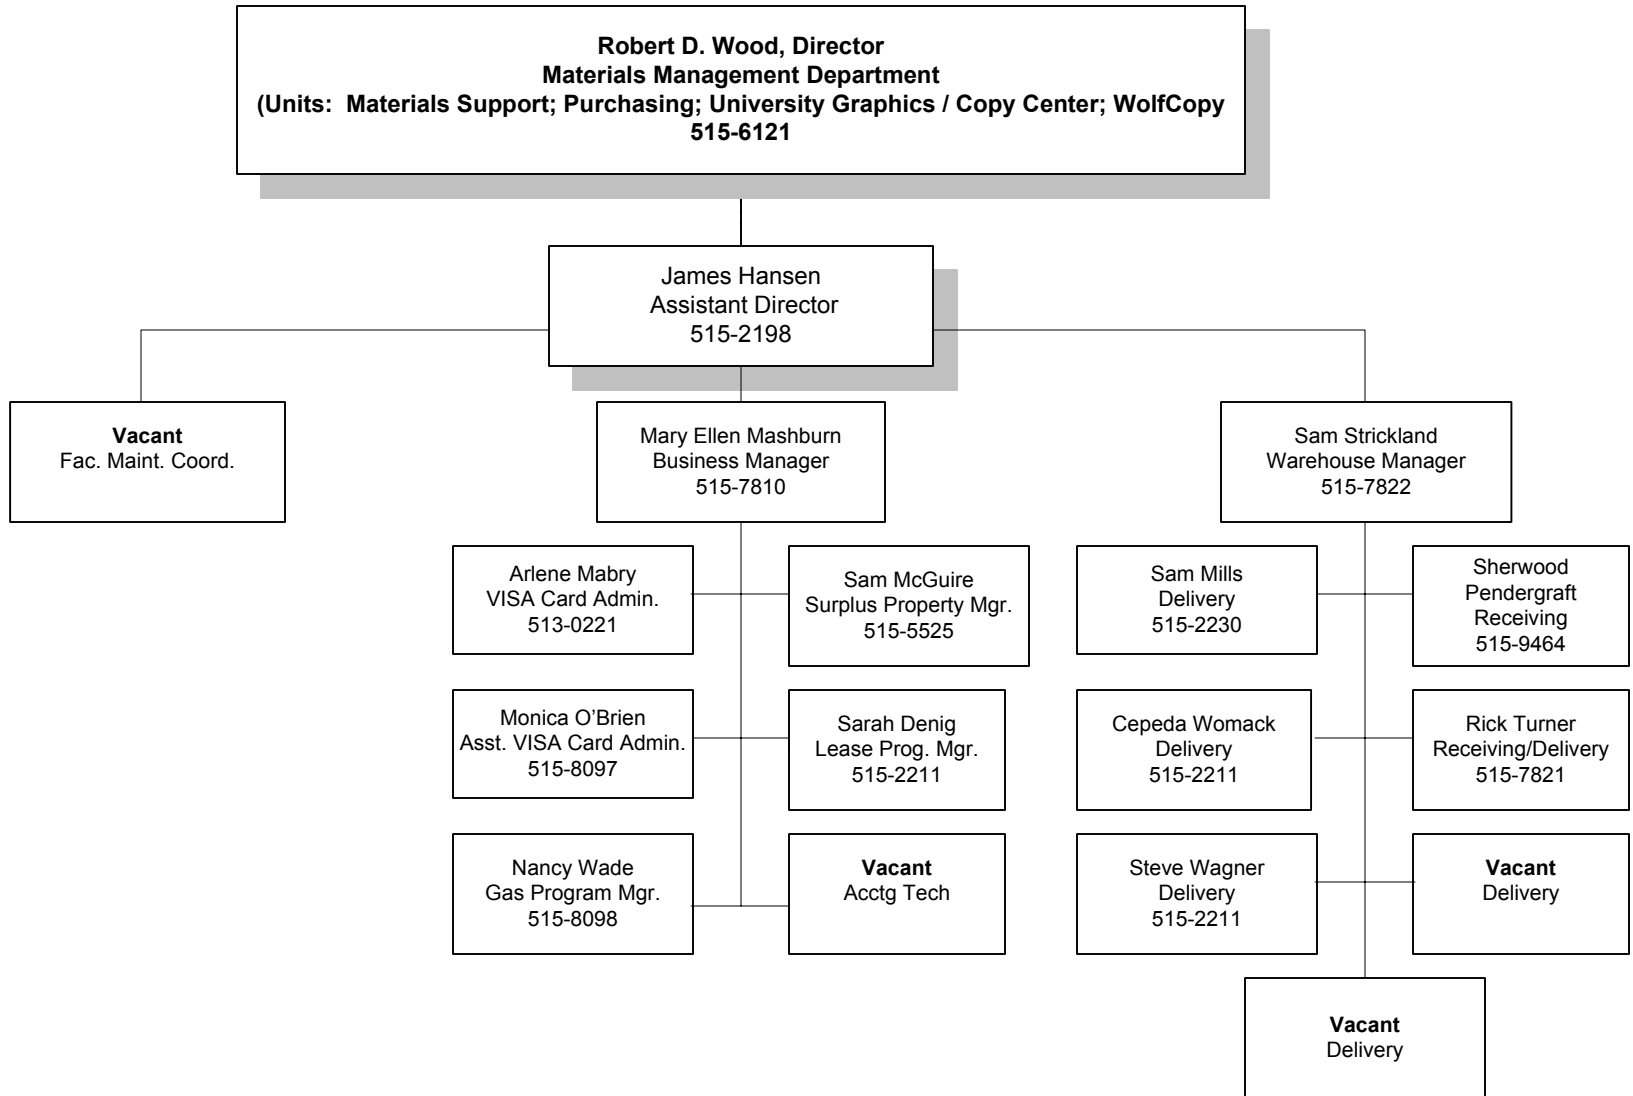 Robert D. Wood, Director
Materials Management Department
(Units:  Materials Support; Purchasing; University Graphics / Copy Center; WolfCopy
515-6121
James Hansen
Assistant Director
515-2198
Vacant
Fac. Maint. Coord.
Mary Ellen Mashburn
Business Manager
515-7810
Sam Strickland
Warehouse Manager
515-7822
Arlene Mabry
VISA Card Admin.
513-0221
Sam McGuire
Surplus Property Mgr.
515-5525
Sam Mills
Delivery
515-2230
Sherwood
Pendergraft
Receiving
515-9464
Monica O’Brien
Asst. VISA Card Admin.
515-8097
Sarah Denig
Lease Prog. Mgr.
515-2211
Cepeda Womack
Delivery
515-2211
Rick Turner
Receiving/Delivery
515-7821
Nancy Wade
Gas Program Mgr.
515-8098
Vacant
Acctg Tech
Steve Wagner
Delivery
515-2211
Vacant
Delivery
Vacant
Delivery